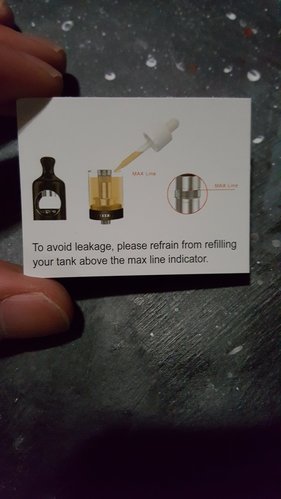 MAX Line
MAX Line
To avoid leakage, please refrain from refilling
your tank above the max line indicator.